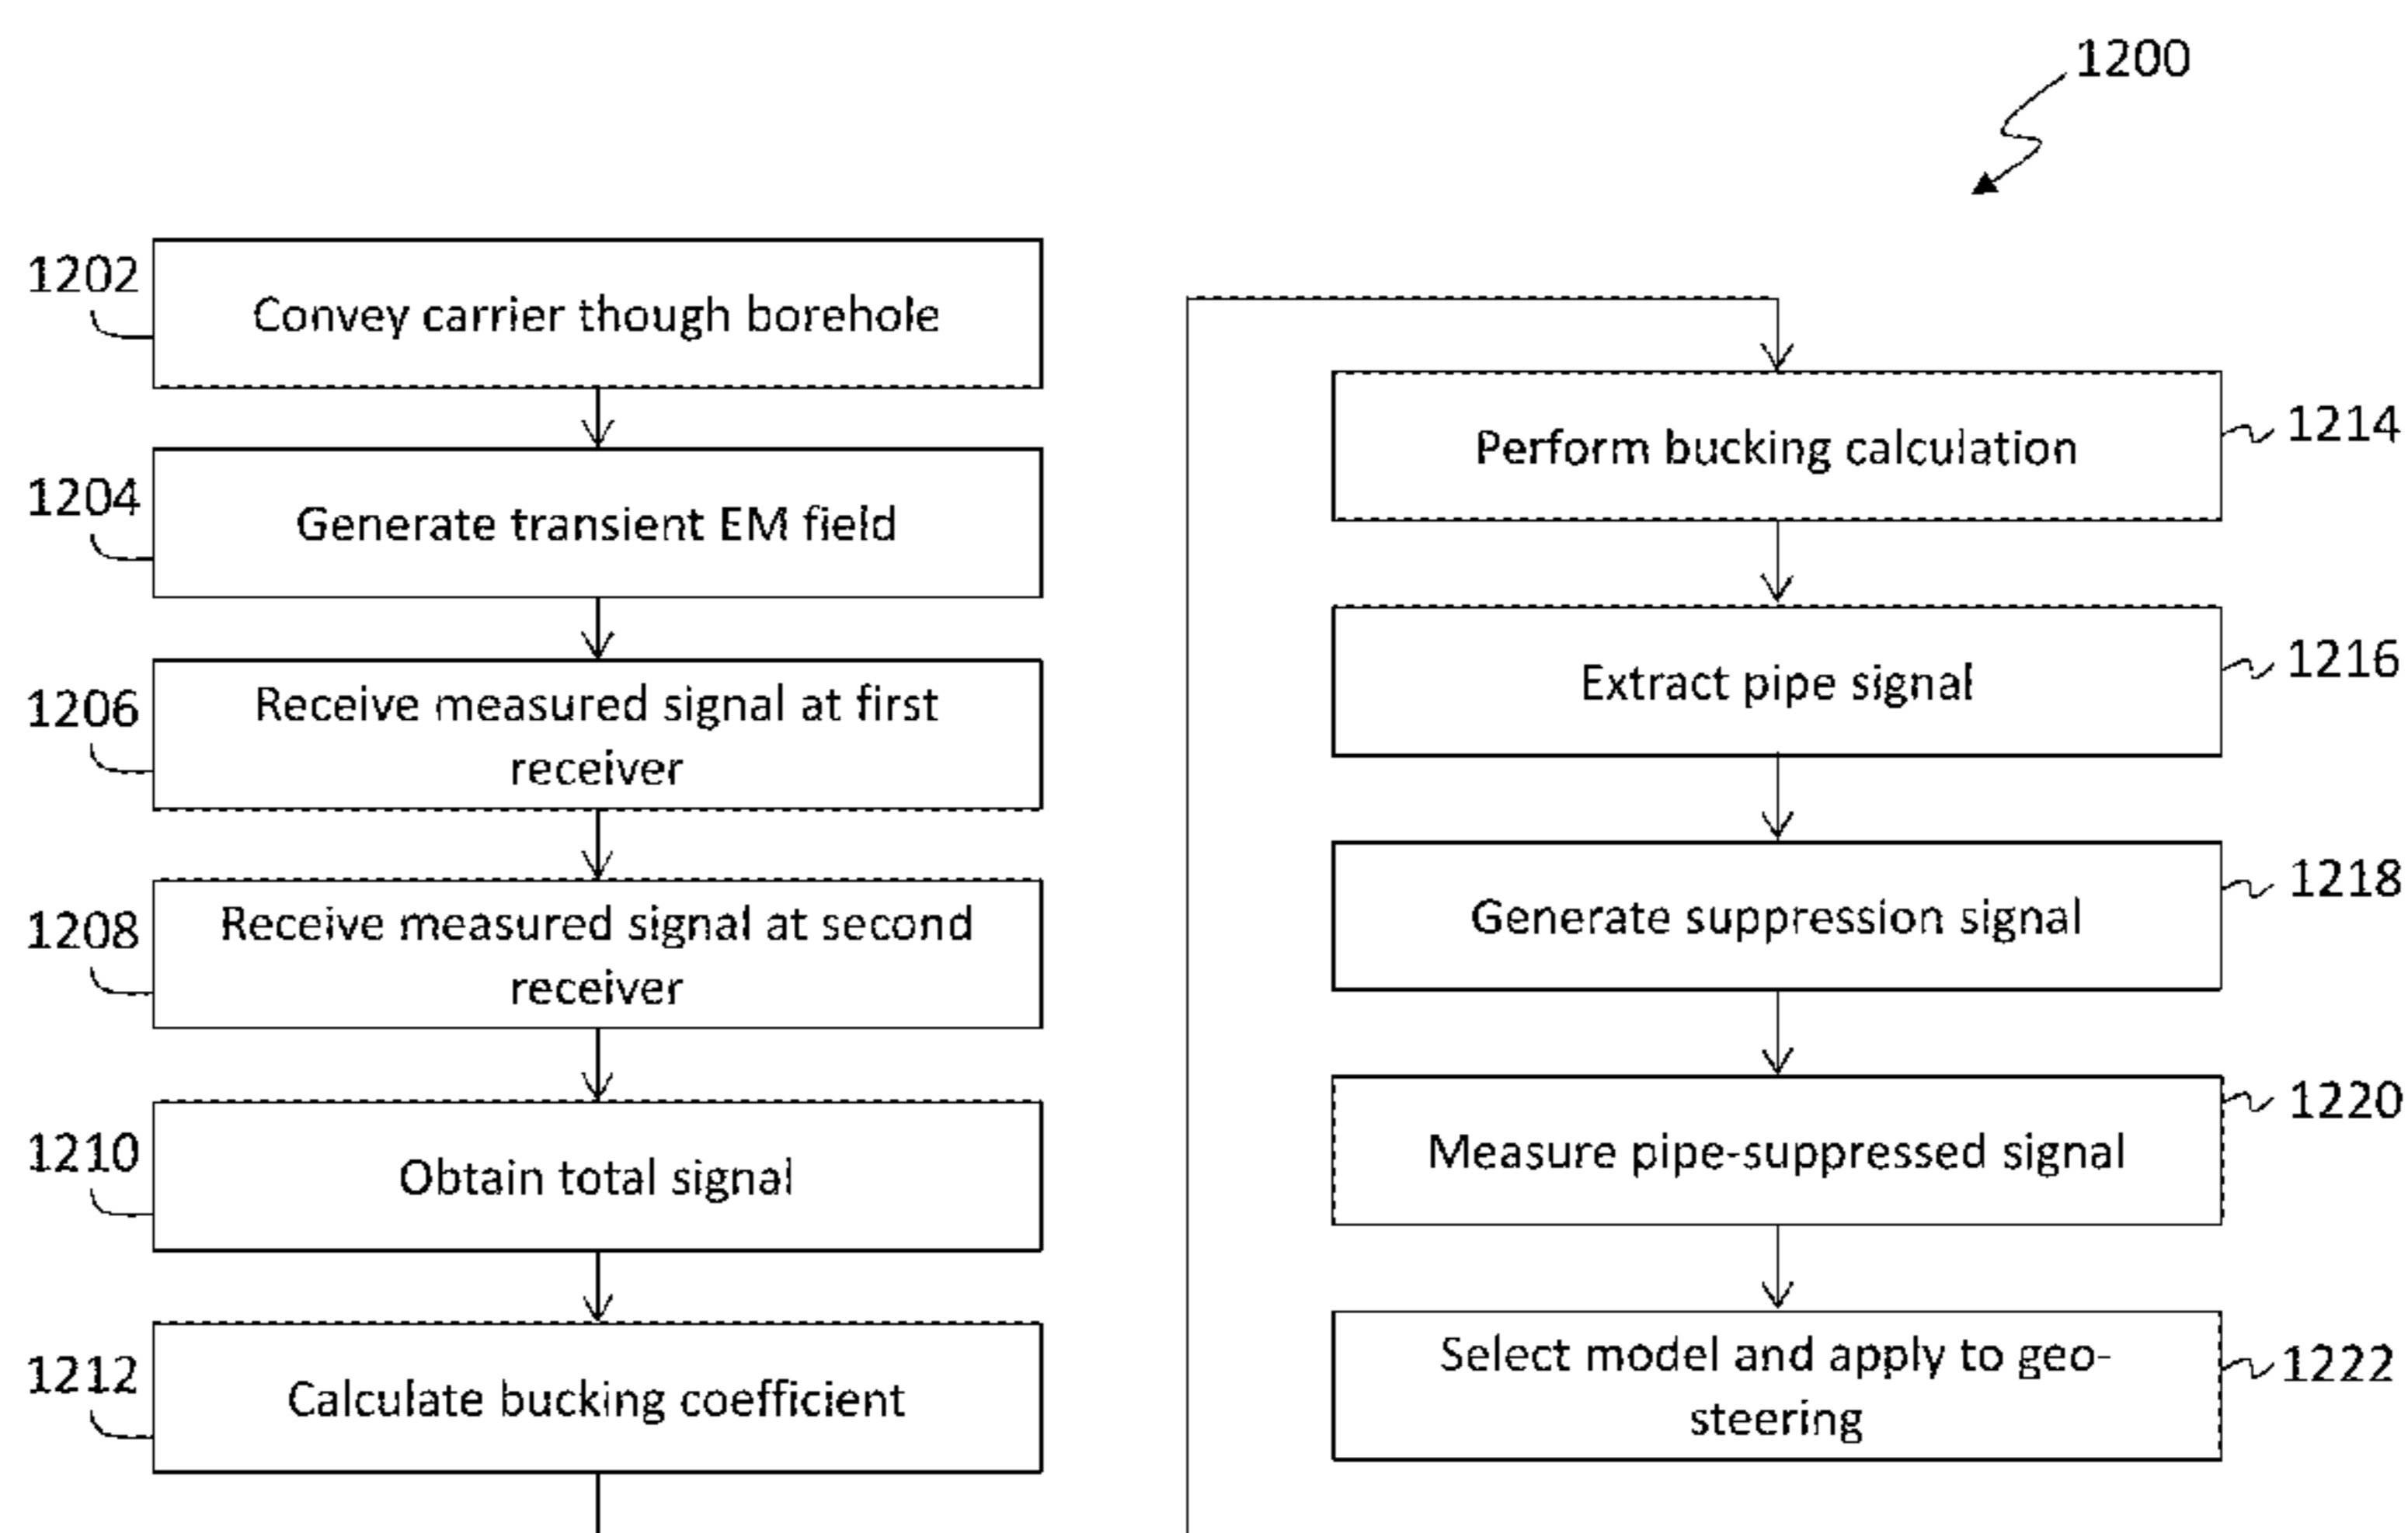 1200
1202
Convey carrier though borehole
1204
Generate transient EM field
1206
Receive measured signal at first
receiver
1208
Receive measured signal at second
receiver
1210
Obtain total signal
1212
Calculate bucking coefficient
Perform bucking calculation
1214
Extract pipe signal
1216
Generate suppression signal
1218
Measure pipe-suppressed signal
1220
Select model and apply to geo-
steering
1222